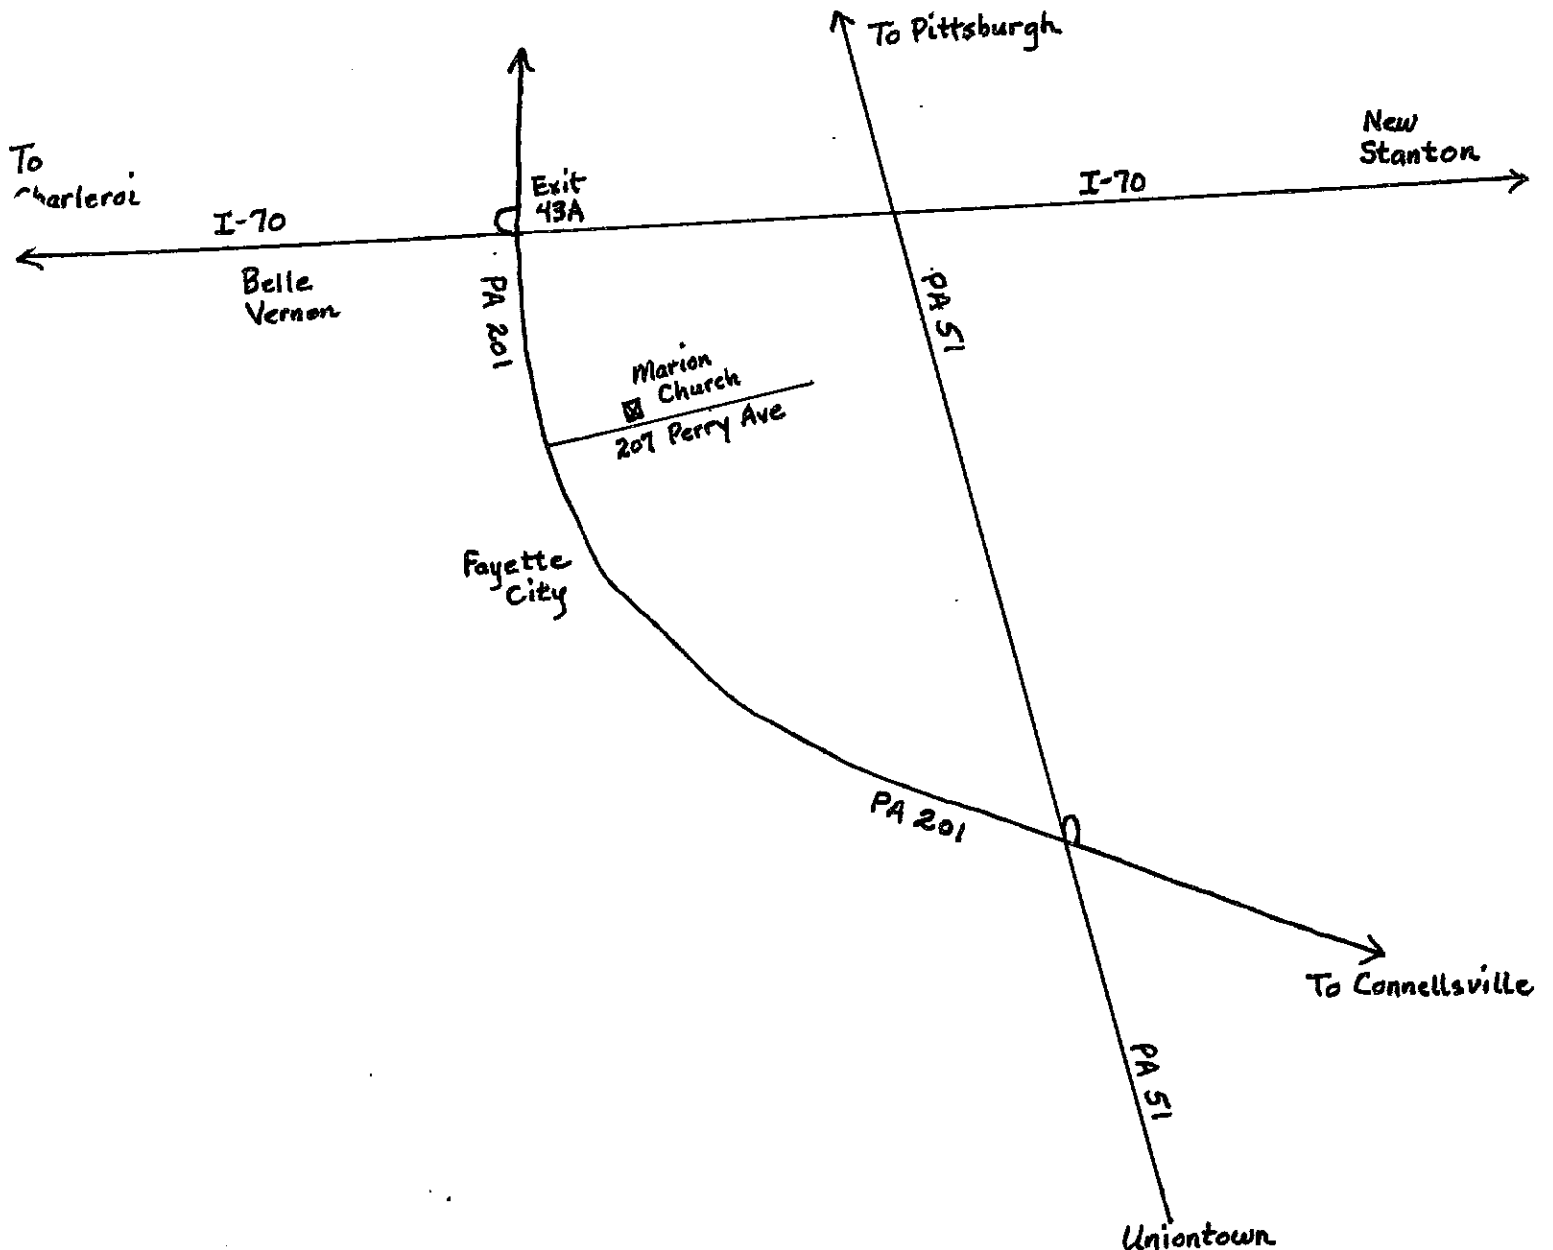 To Pittsburgh
New
Stanton
To
Charleroi
Exit
43A
I-70
I-70
Belle
Vernon
PA 201
PA 51
Marion
Church
207 Perry Ave
Fayette
City
PA 201
To Connellsville
PA 51
Uniontown